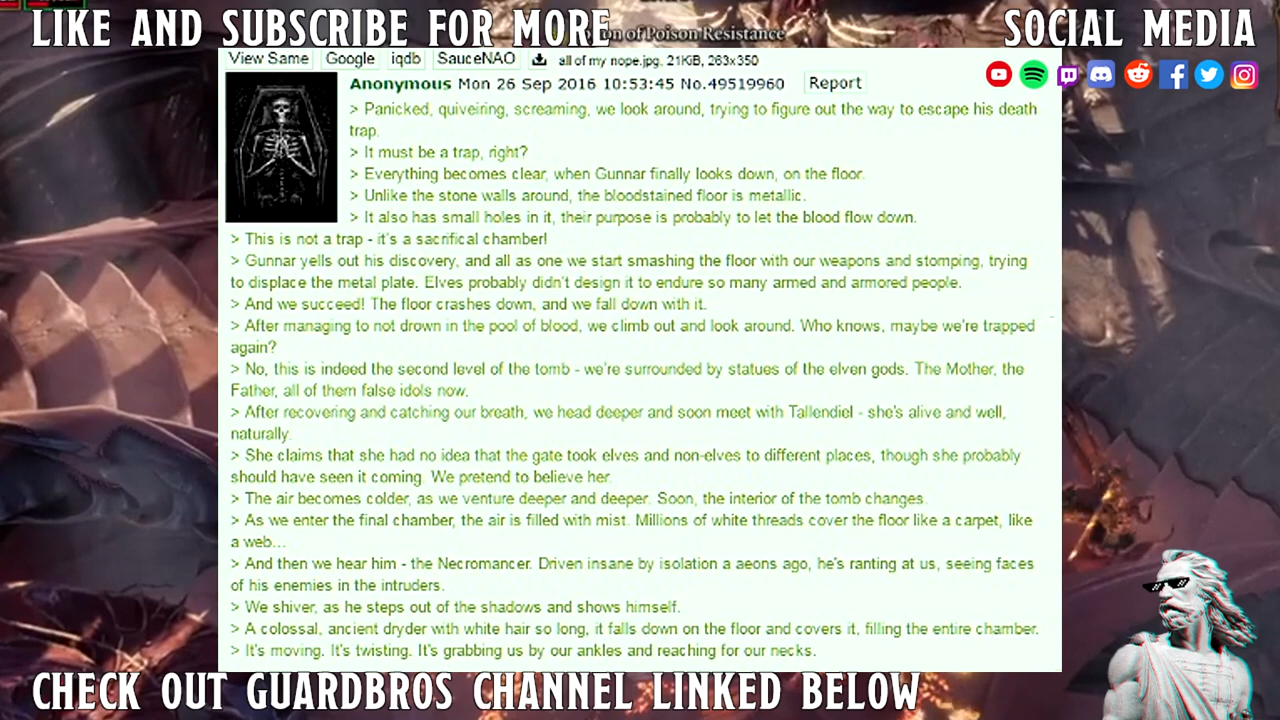 LIKE AND SUBSCRIBE FOR MORE
SOCIAL MEDIA
on of Poison Resistance
View Same Google iqdb SauceNAO all of my nope.jpg, 21KiB, 263x350
Anonymous Mon 26 Sep 2016 10:53:45 No.49519960 Report
> Panicked, quiveiring, screaming, we look around, trying to figure out the way to escape his death
trap.
> It must be a trap, right?
> Everything becomes clear, when Gunnar finally looks down, on the floor.
> Unlike the stone walls around, the bloodstained floor is metallic.
> It also has small holes in it, their purpose is probably to let the blood flow down.
> This is not a trap - it's a sacrifical chamber!
> Gunnar yells out his discovery, and all as one we start smashing the floor with our weapons and stomping, trying
to displace the metal plate. Elves probably didn't design it to endure so many armed and armored people.
> And we succeed! The floor crashes down, and we fall down with it.
> After managing to not drown in the pool of blood, we climb out and look around. Who knows, maybe we're trapped
again?
> No, this is indeed the second level of the tomb - we're surrounded by statues of the elven gods. The Mother, the
Father, all of them false idols now.
> After recovering and catching our breath, we head deeper and soon meet with Tallendiel - she's alive and well,
naturally.
> She claims that she had no idea that the gate took elves and non-elves to different places, though she probably
should have seen it coming. We pretend to believe her.
> The air becomes colder, as we venture deeper and deeper. Soon, the interior of the tomb changes.
> As we enter the final chamber, the air is filled with mist. Millions of white threads cover the floor like a carpet, like
a web...
> And then we hear him - the Necromancer. Driven insane by isolation a aeons ago, he's ranting at us, seeing faces
of his enemies in the intruders.
> We shiver, as he steps out of the shadows and shows himself.
> A colossal, ancient dryder with white hair so long, it falls down on the floor and covers it, filling the entire chamber.
> It's moving. It's twisting. It's grabbing us by our ankles and reaching for our necks.
CHECK OUT GUARDBROS CHANNEL LINKED BELOW